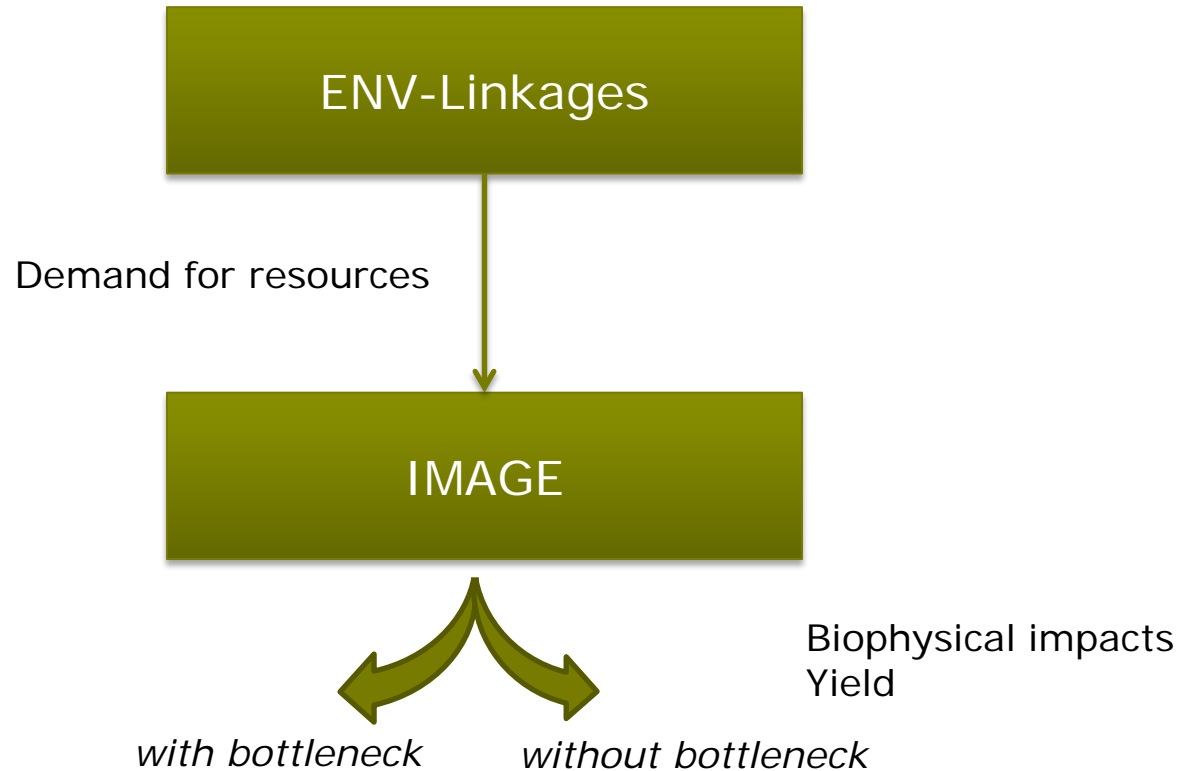 ENV-Linkages
Demand for resources
IMAGE
Biophysical impacts
Yield
with bottleneck
without bottleneck